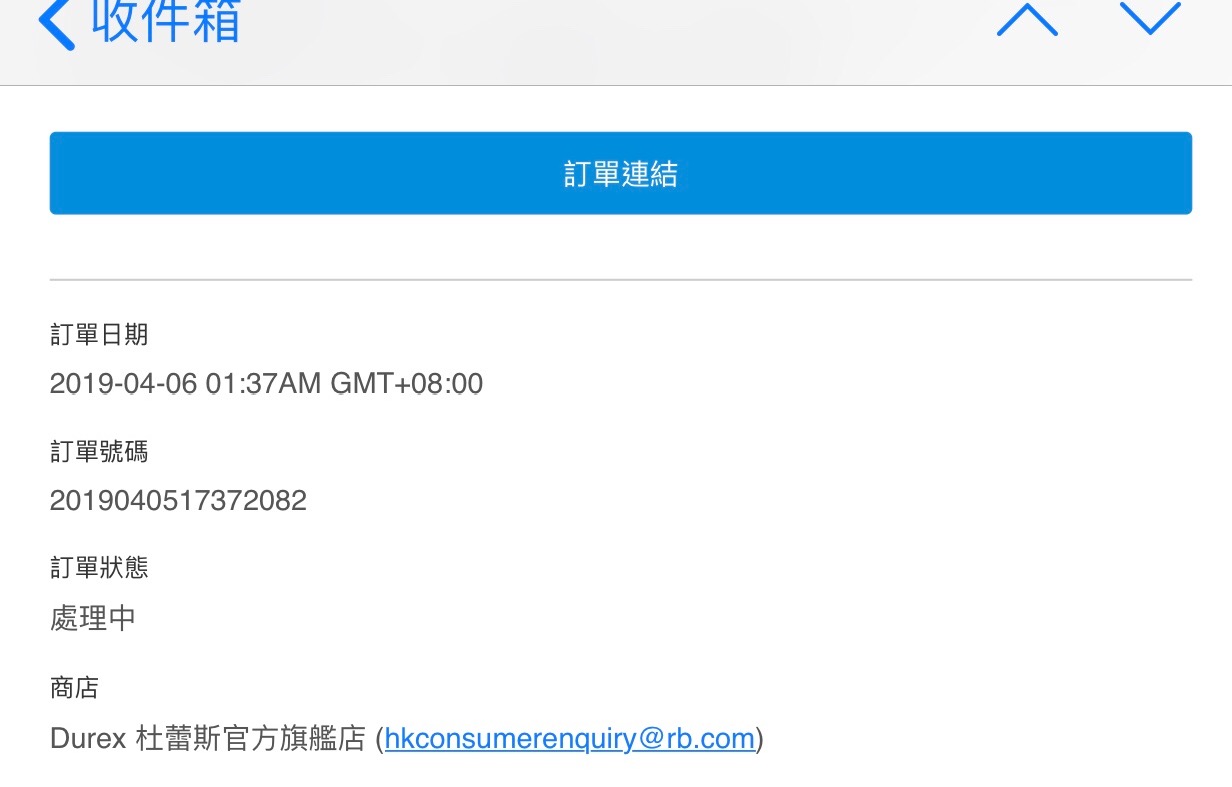 收件箱
訂單連結
訂單日期
2019-04-06 01:37AM GMT+08:00
訂單號碼
2019040517372082
訂單狀態
處理中
商店
Durex 杜蕾斯官方旗艦店 (hkconsumerenquiry@rb.com)